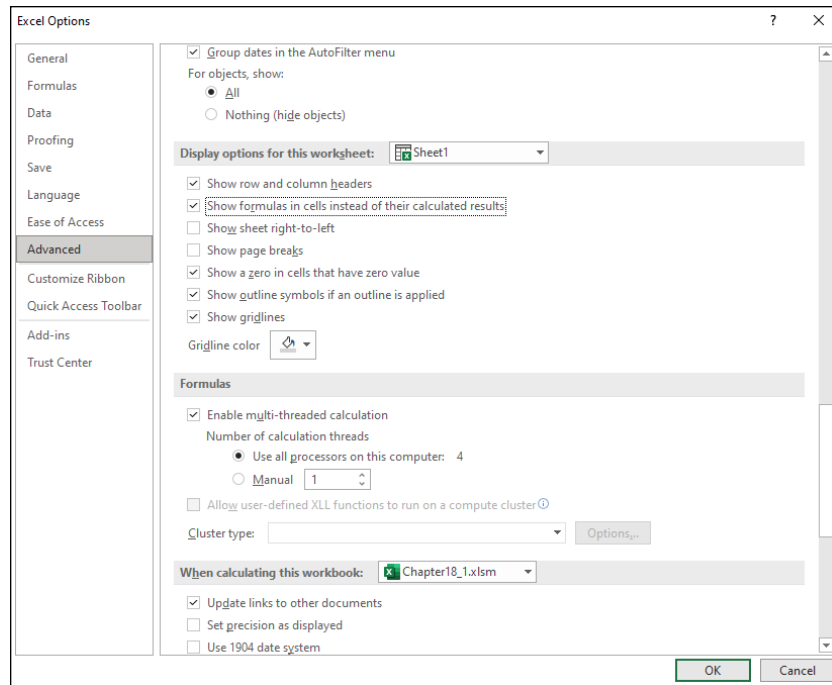 Excel Options
?
General
Formulas
Data
Proofing
Save
Language
Ease of Access
Advanced
Customize Ribbon
Quick Access Toolbar
Add-ins
Trust Center
Group dates in the AutoFilter menu
For objects, show:
All
Nothing (hide objects)
Display options for this worksheet: Sheet1
Show row and column headers
Show formulas in cells instead of their calculated results
Show sheet right-to-left
Show page breaks
Show a zero in cells that have zero value
Show outline symbols if an outline is applied
Show gridlines
Gridline color
Formulas
Enable multi-threaded calculation
Number of calculation threads
Use all processors on this computer: 4
Manual 1
Allow user-defined XLL functions to run on a compute cluster
Cluster type: Options...
When calculating this workbook: Chapter18_1.xlsm
Update links to other documents
Set precision as displayed
Use 1904 date system
OK Cancel